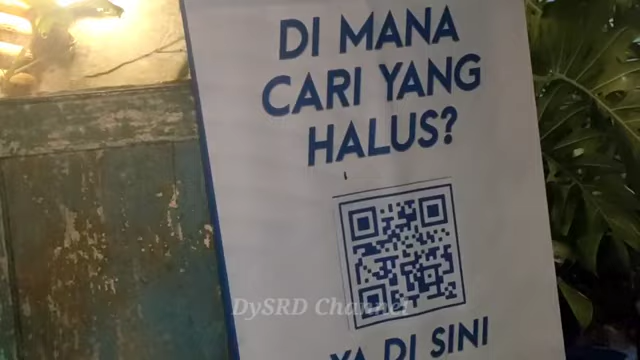 DI MANA
CARI YANG
HALUS?
DySRD Channel
YA DI SINI